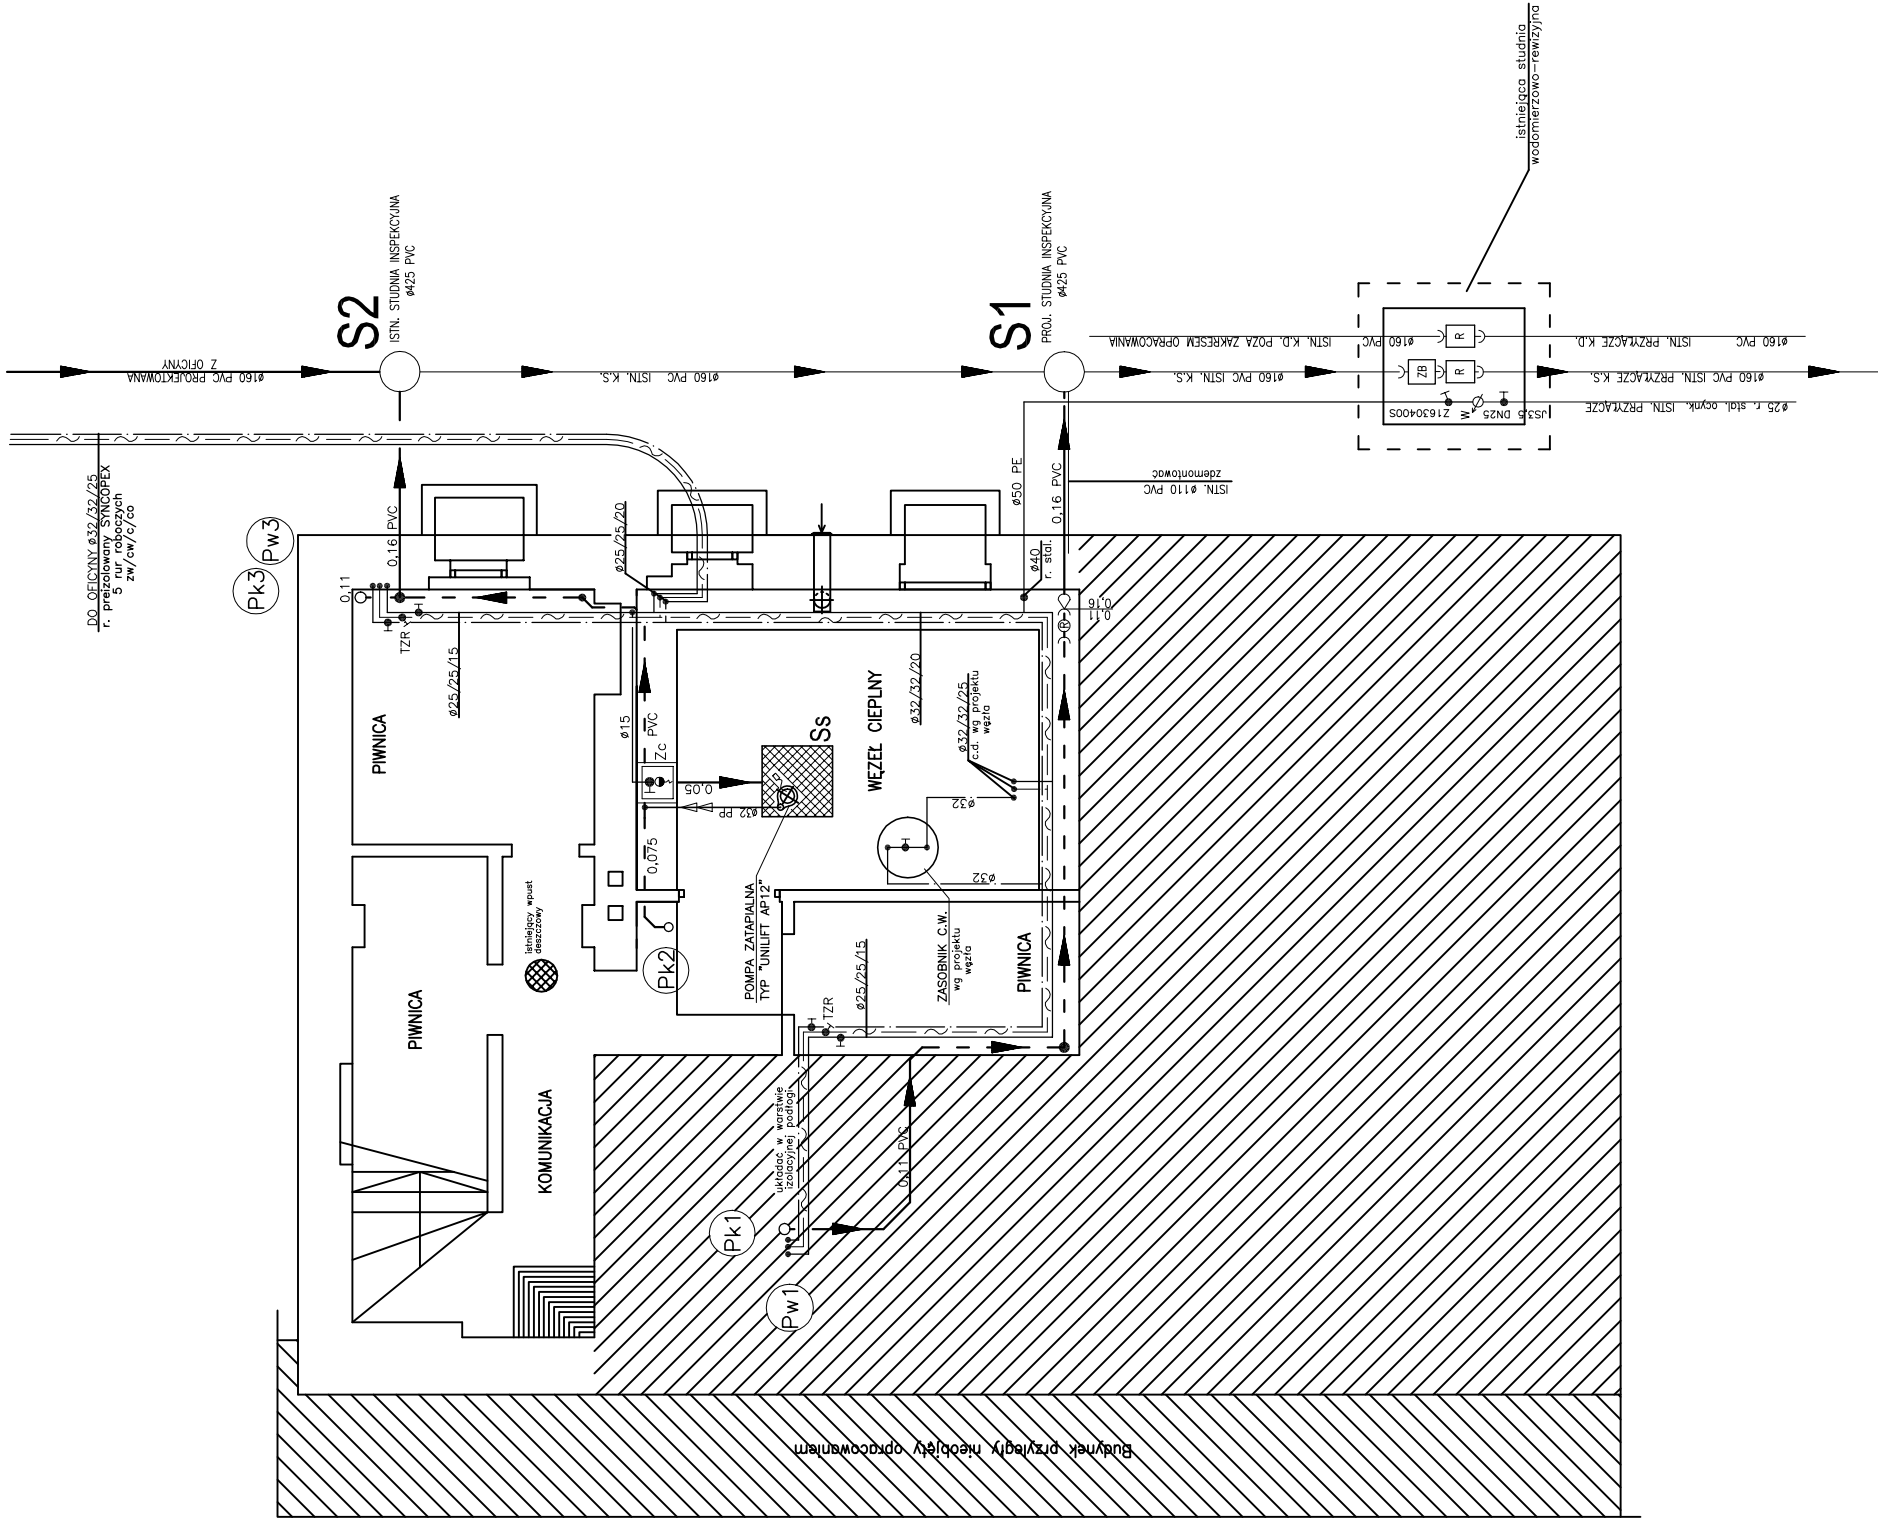 istniejąca studnia
wodomierzowo-rewizyjna
S2
ISTN. STUDNIA INSPEKCYJNA
ø425 PVC
S1
PROJ. STUDNIA INSPEKCYJNA
ø425 PVC
ø160 PVC PROJEKTOWANA
Z OFICYNY
ø160 PVC ISTN. K.S.
ø160 PVC ISTN. K.D. POZA ZAKRESEM OPRACOWANIA
ø160 PVC ISTN. K.S.
ø160 PVC ISTN. PRZYŁĄCZE K.D.
ø160 PVC ISTN. PRZYŁĄCZE K.S.
ø25 r. stal. ocynk. ISTN. PRZYŁĄCZE
R
ZB
R
JS3,5 DN25
W
Z1630400S
DO OFICYNY ø32/32/25
r. preizolowany SYNCOPEX
5 rur roboczych
zw/cw/c/co
Pk3
Pw3
0,11
0,16 PVC
TZR
ø25/25/15
ø25/25/20
ø50 PE
0,16 PVC
ISTN. ø110 PVC
zdemontować
ø40
r. stal.
0,16
0,11
R
PIWNICA
ø15
Zc
PVC
0,05
ø32 PP
0,075
Ss
WĘZEŁ CIEPLNY
ø32/32/20
ø32/32/25
c.d. wg projektu
węzła
ø32
ø32
istniejący wpust
deszczowy
Pk2
POMPA ZATAPIALNA
TYP "UNILIFT AP12"
ZASOBNIK C.W.
wg projektu
węzła
ø25/25/15
PIWNICA
TZR
PIWNICA
KOMUNIKACJA
układać w warstwie
izolacyjnej podłogi
0,11 PVC
Pk1
Pw1
Budynek przyległy nieobjęty opracowaniem